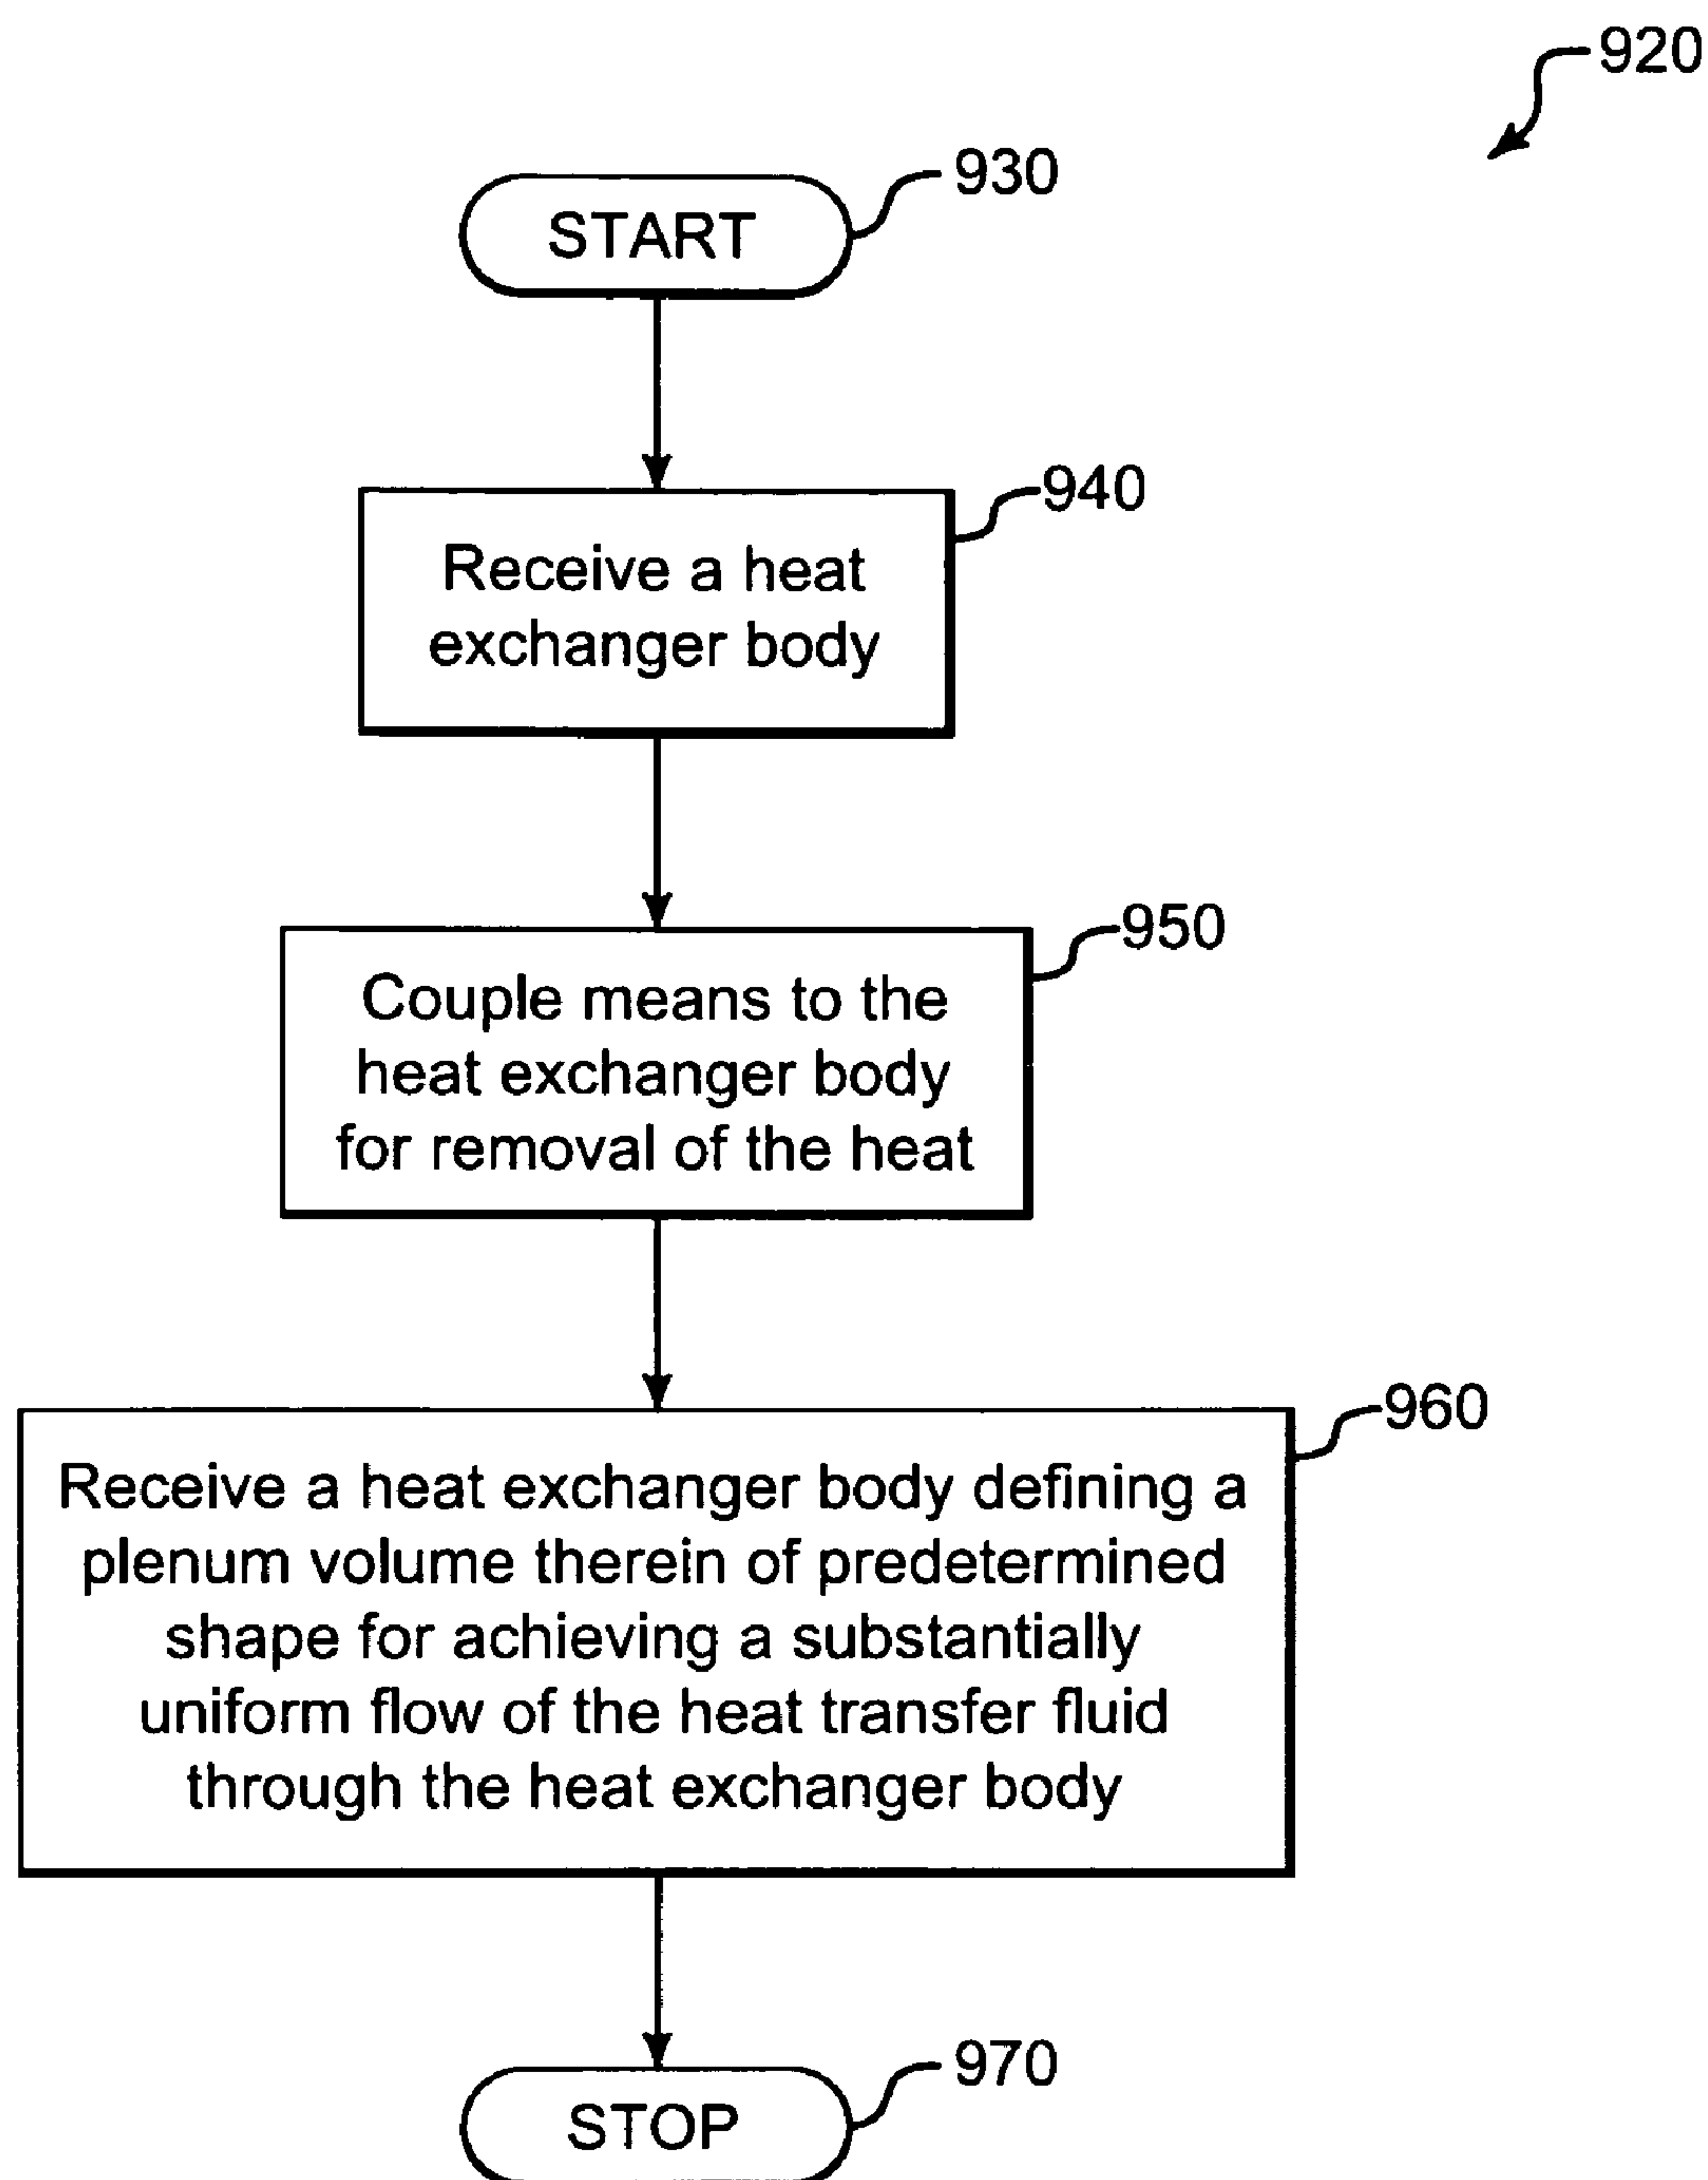 920
930
START
940
Receive a heat
exchanger body
950
Couple means to the
heat exchanger body
for removal of the heat
960
Receive a heat exchanger body defining a
plenum volume therein of predetermined
shape for achieving a substantially
uniform flow of the heat transfer fluid
through the heat exchanger body
970
STOP